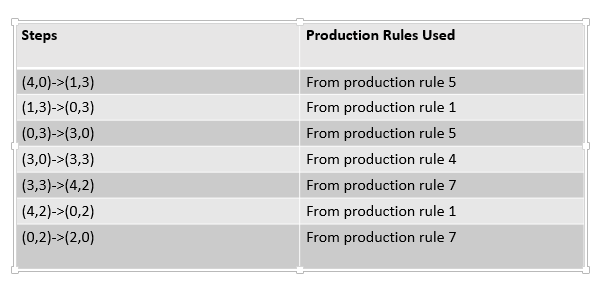 Steps Production Rules Used
(4,0)->(1,3) From production rule 5
(1,3)->(0,3) From production rule 1
(0,3)->(3,0) From production rule 5
(3,0)->(3,3) From production rule 4
(3,3)->(4,2) From production rule 7
(4,2)->(0,2) From production rule 1
(0,2)->(2,0) From production rule 7